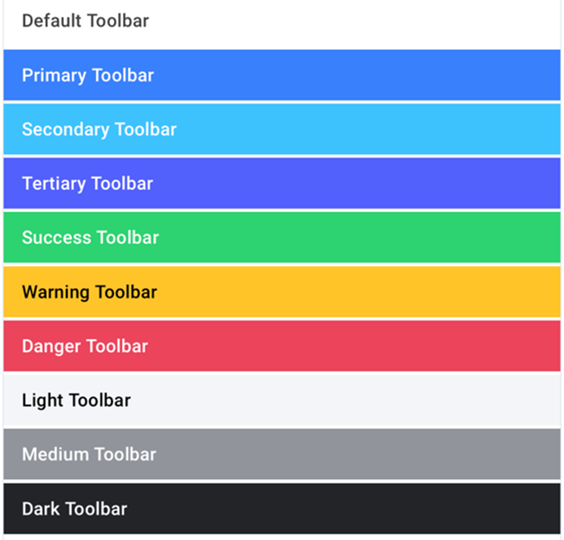 Default Toolbar
Primary Toolbar
Secondary Toolbar
Tertiary Toolbar
Success Toolbar
Warning Toolbar
Danger Toolbar
Light Toolbar
Medium Toolbar
Dark Toolbar